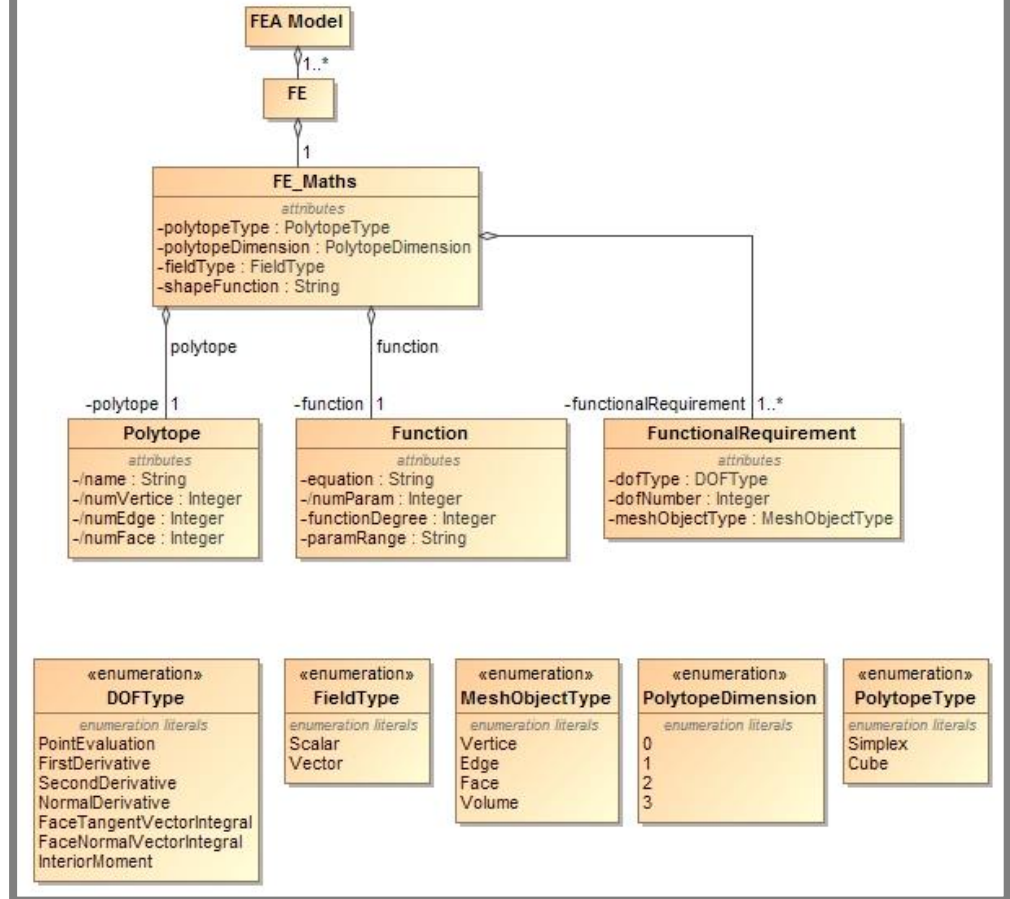 FEA Model
1..*
FE
1
FE_Maths
attributes
-polytopeType : PolytopeType
-polytopeDimension : PolytopeDimension
-fieldType : FieldType
-shapeFunction : String
polytope
function
-polytope 1
-function 1
-functionalRequirement 1..*
Polytope
attributes
-/name : String
-/numVertice : Integer
-/numEdge : Integer
-/numFace : Integer
Function
attributes
-equation : String
-/numParam : Integer
-functionDegree : Integer
-paramRange : String
FunctionalRequirement
attributes
-dofType : DOFType
-dofNumber : Integer
-meshObjectType : MeshObjectType
«enumeration»
DOFType
enumeration literals
PointEvaluation
FirstDerivative
SecondDerivative
NormalDerivative
FaceTangentVectorIntegral
FaceNormalVectorIntegral
InteriorMoment
«enumeration»
FieldType
enumeration literals
Scalar
Vector
«enumeration»
MeshObjectType
enumeration literals
Vertice
Edge
Face
Volume
«enumeration»
PolytopeDimension
enumeration literals
0
1
2
3
«enumeration»
PolytopeType
enumeration literals
Simplex
Cube